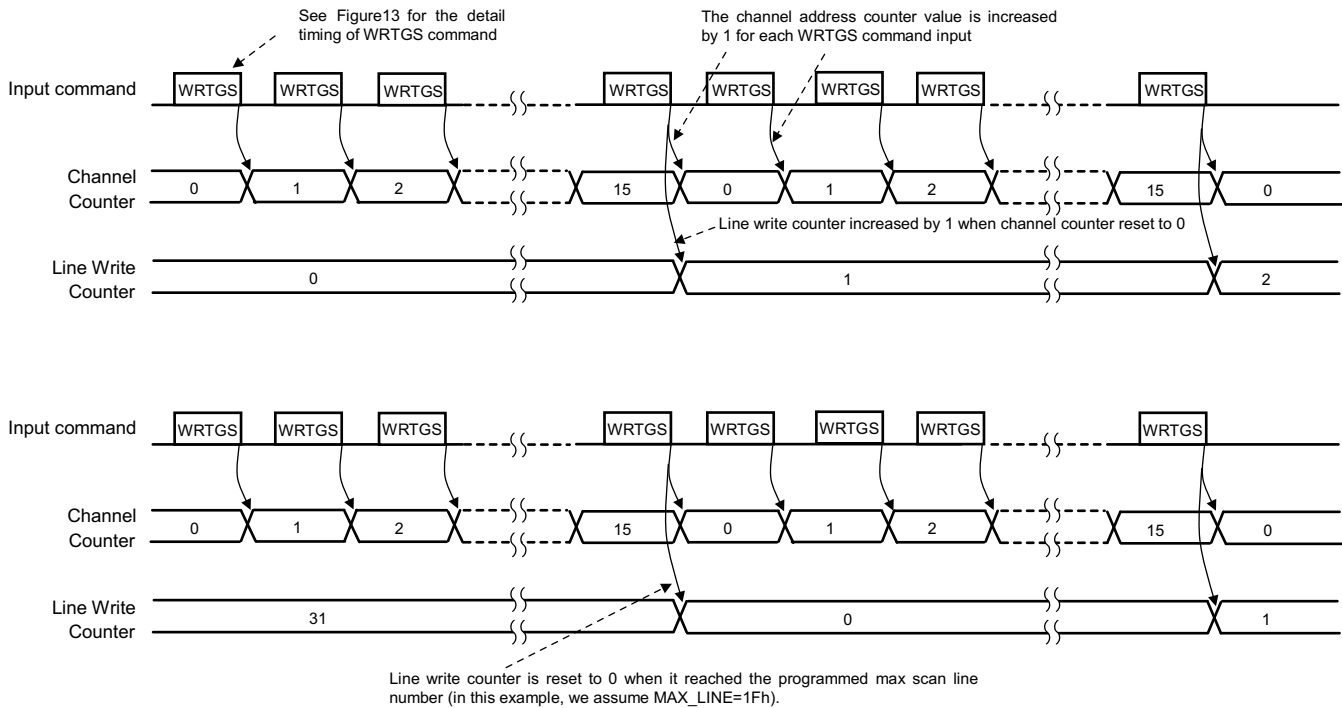 See Figure13 for the detail
timing of WRTGS command
The channel address counter value is increased
by 1 for each WRTGS command input
Input command
WRTGS WRTGS WRTGS WRTGS WRTGS WRTGS WRTGS WRTGS
Channel
Counter
0 1 2 15 0 1 2 15 0
Line write counter increased by 1 when channel counter reset to 0
Line Write
Counter
0 1 2
Input command
WRTGS WRTGS WRTGS WRTGS WRTGS WRTGS WRTGS WRTGS
Channel
Counter
0 1 2 15 0 1 2 15 0
Line Write
Counter
31 0 1
Line write counter is reset to 0 when it reached the programmed max scan line
number (in this example, we assume MAX_LINE=1Fh).